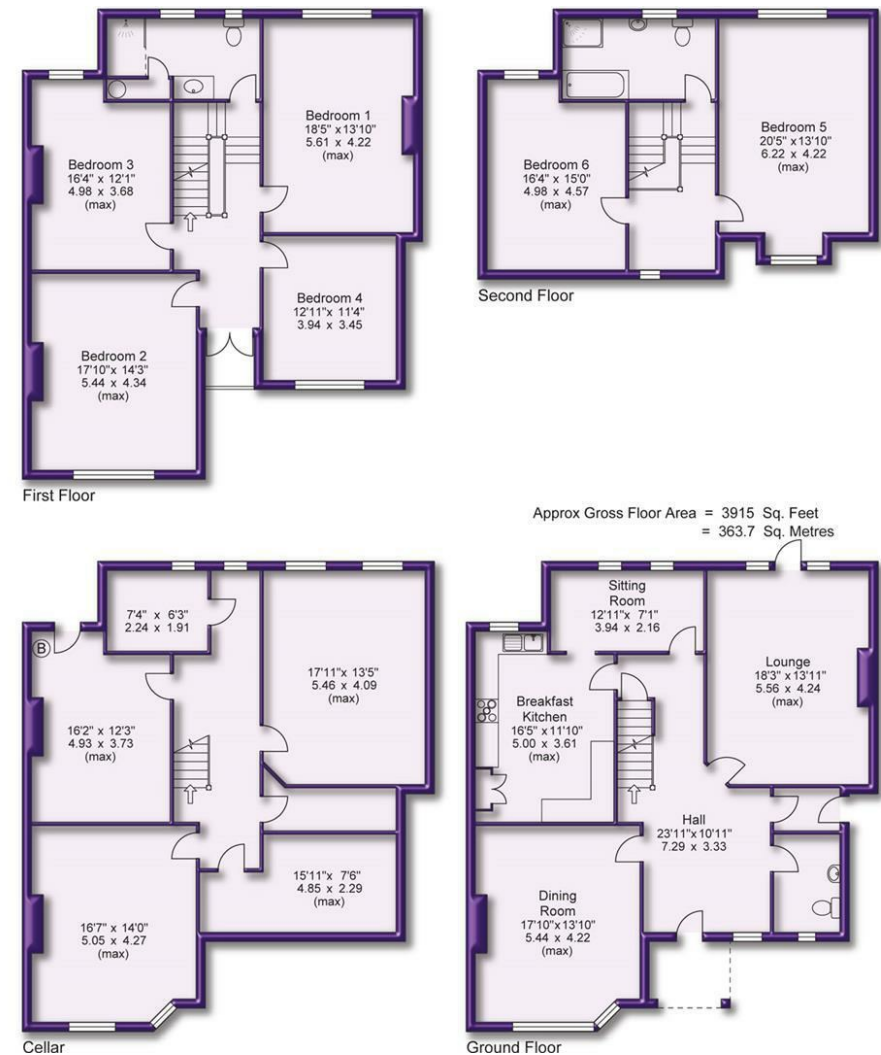 Bedroom 1
18'5" x 13'10"
5.61 x 4.22
(max)
Bedroom 3
16'4" x 12'1"
4.98 x 3.68
(max)
Bedroom 4
12'11" x 11'4"
3.94 x 3.45
Bedroom 2
17'10" x 14'3"
5.44 x 4.34
(max)
First Floor
Bedroom 5
20'5" x 13'10"
6.22 x 4.22
(max)
Bedroom 6
16'4" x 15'0"
4.98 x 4.57
(max)
Second Floor
Approx Gross Floor Area = 3915 Sq. Feet
= 363.7 Sq. Metres
7'4" x 6'3"
2.24 x 1.91
B
17'11" x 13'5"
5.46 x 4.09
(max)
16'2" x 12'3"
4.93 x 3.73
(max)
15'11" x 7'6"
4.85 x 2.29
(max)
16'7" x 14'0"
5.05 x 4.27
(max)
Cellar
Sitting
Room
12'11" x 7'1"
3.94 x 2.16
Lounge
18'3" x 13'11"
5.56 x 4.24
(max)
Breakfast
Kitchen
16'5" x 11'10"
5.00 x 3.61
(max)
Hall
23'11" x 10'11"
7.29 x 3.33
Dining
Room
17'10" x 13'10"
5.44 x 4.22
(max)
Ground Floor